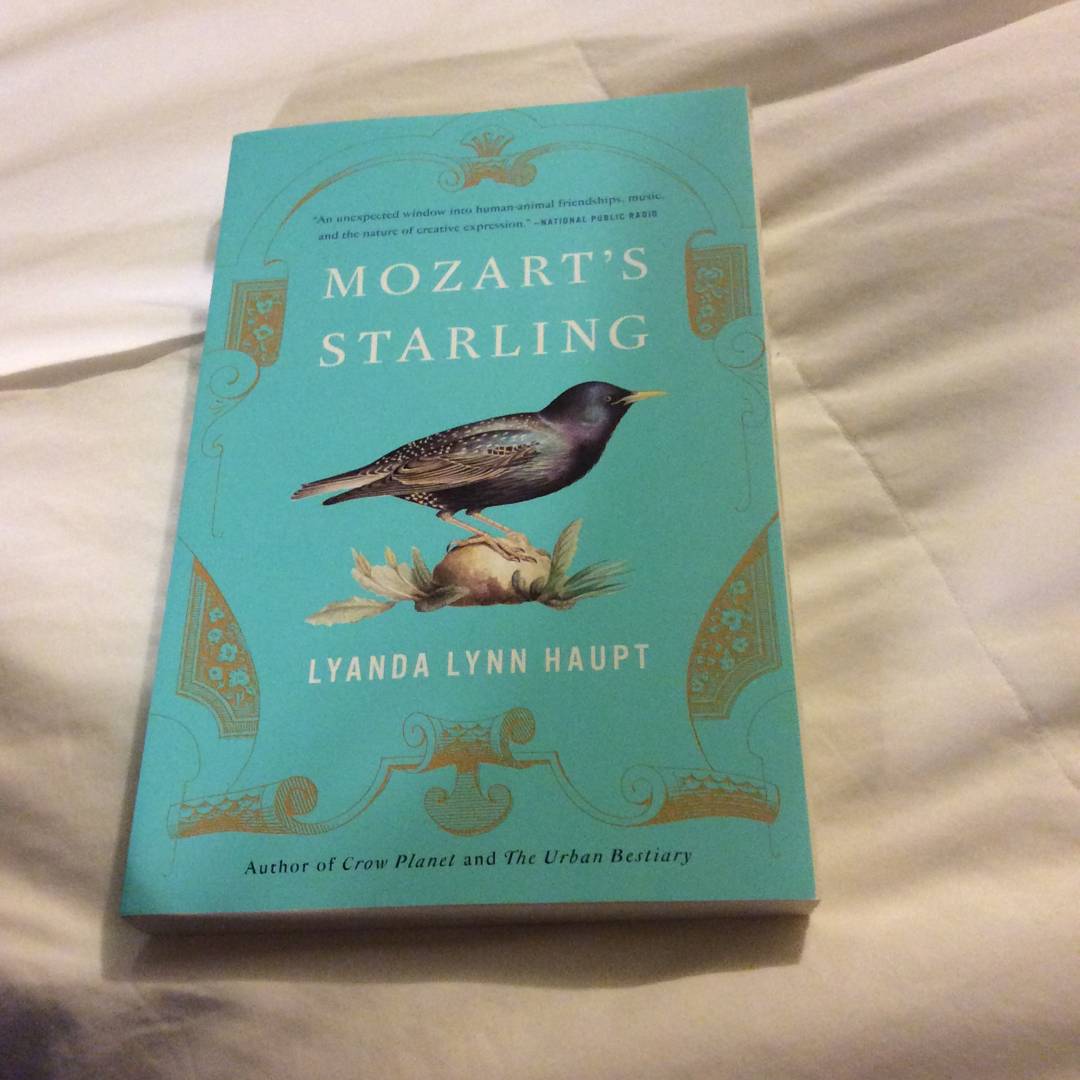 "An unexpected window into human-animal friendships, music,
and the nature of creative expression." —NATIONAL PUBLIC RADIO
MOZART'S
STARLING
LYANDA LYNN HAUPT
Author of Crow Planet and The Urban Bestiary